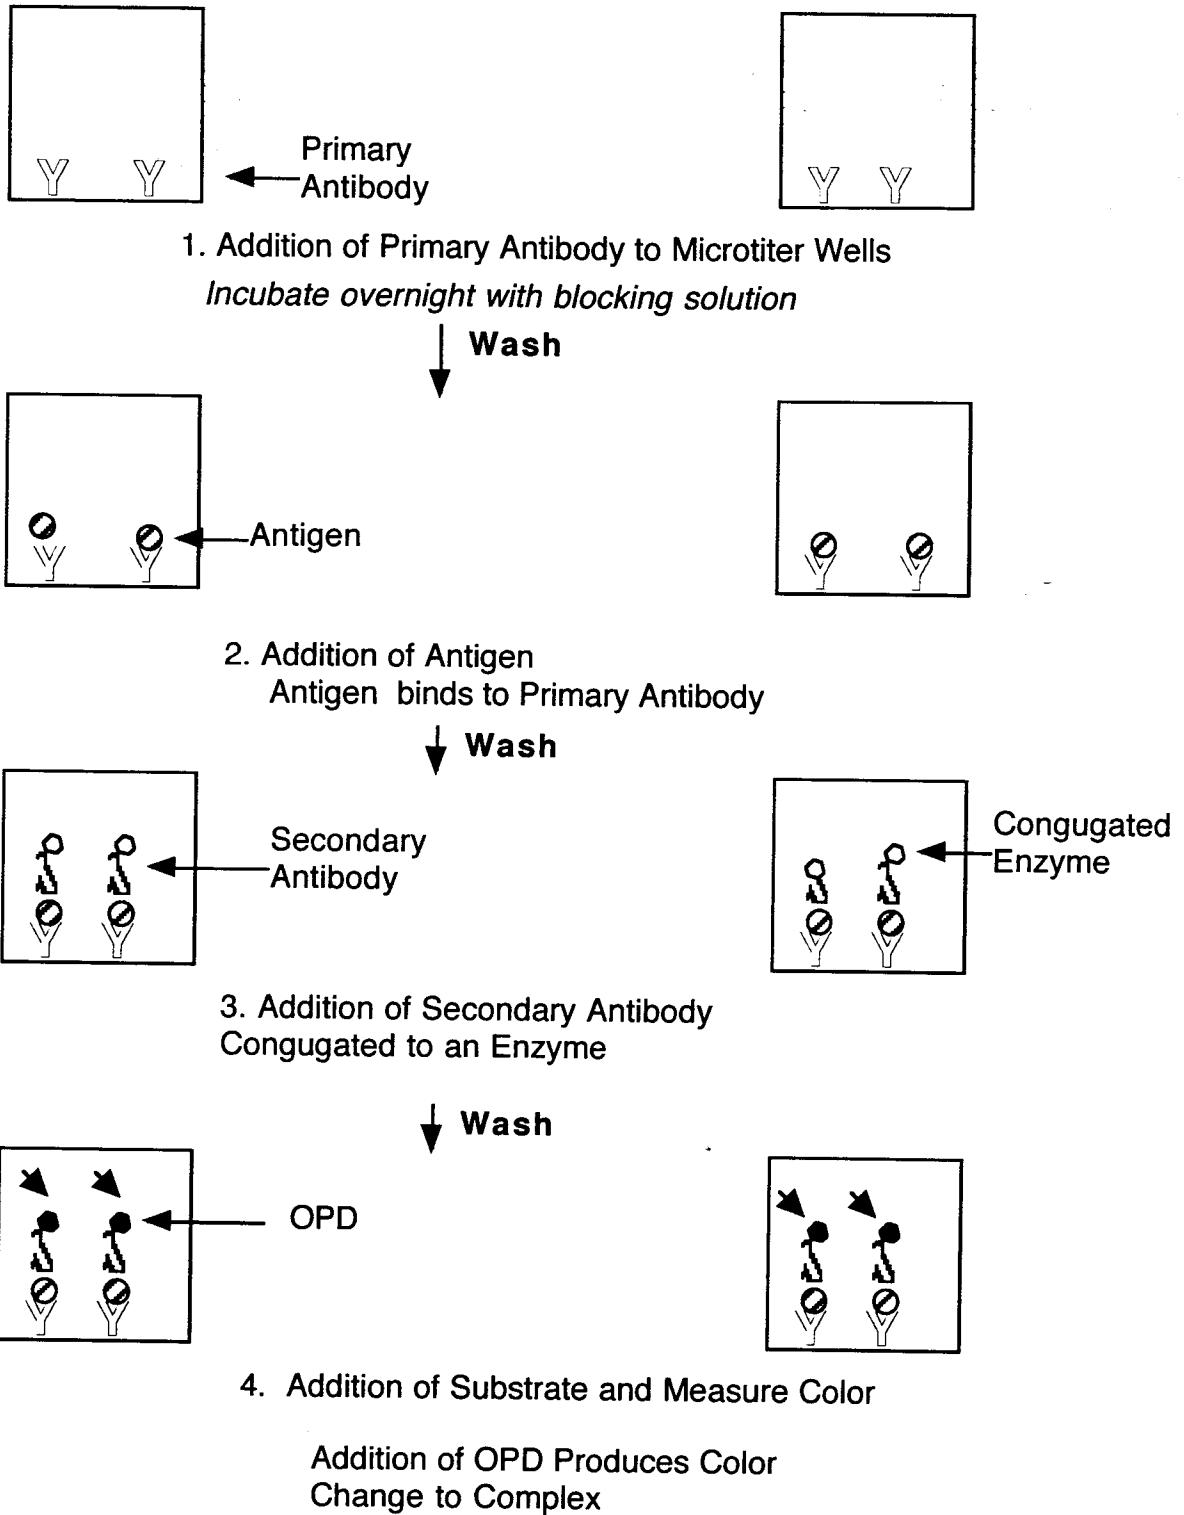 Primary
Antibody
1. Addition of Primary Antibody to Microtiter Wells
Incubate overnight with blocking solution
Wash
Antigen
2. Addition of Antigen
Antigen binds to Primary Antibody
Wash
Secondary
Antibody
Congugated
Enzyme
3. Addition of Secondary Antibody
Congugated to an Enzyme
Wash
OPD
4. Addition of Substrate and Measure Color
Addition of OPD Produces Color
Change to Complex